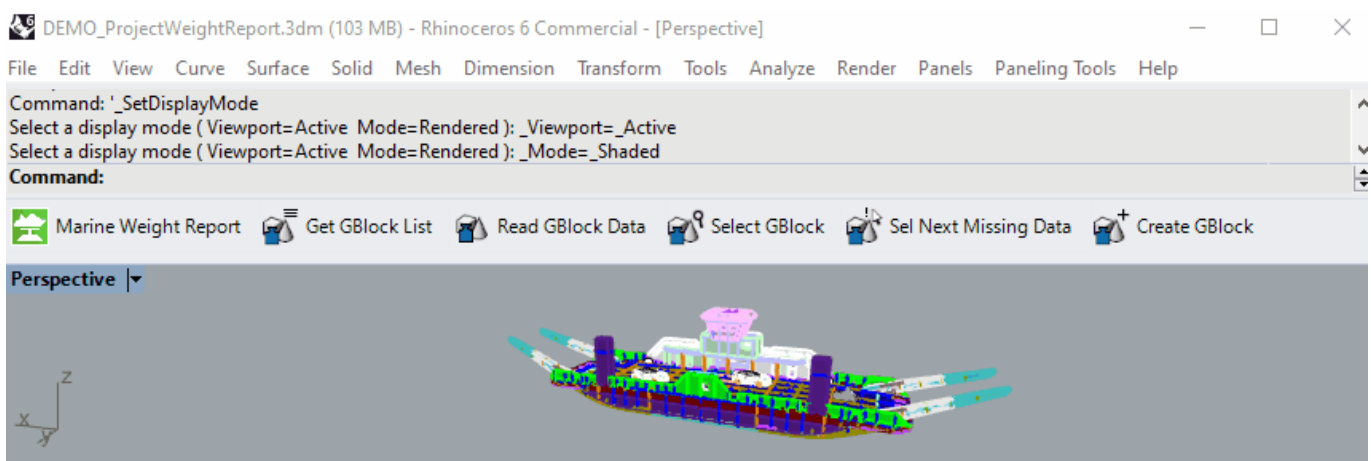 DEMO_ProjectWeightReport.3dm (103 MB) - Rhinoceros 6 Commercial - [Perspective]
File Edit View Curve Surface Solid Mesh Dimension Transform Tools Analyze Render Panels Paneling Tools Help
Command: '_SetDisplayMode
Select a display mode ( Viewport=Active Mode=Rendered ): _Viewport=_Active
Select a display mode ( Viewport=Active Mode=Rendered ): _Mode=_Shaded
Command:
Marine Weight Report Get GBlock List Read GBlock Data Select GBlock Sel Next Missing Data Create GBlock
Perspective
z
x
y